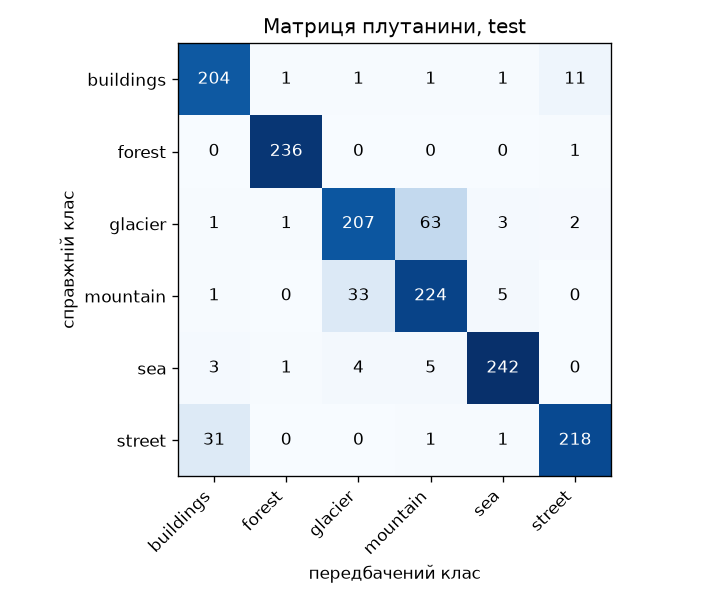 Матриця плутанини, test
buildings 204 1 1 1 1 11
forest 0 236 0 0 0 1
glacier 1 1 207 63 3 2
mountain 1 0 33 224 5 0
sea 3 1 4 5 242 0
street 31 0 0 1 1 218
справжній клас
buildings forest glacier mountain sea street
передбачений клас